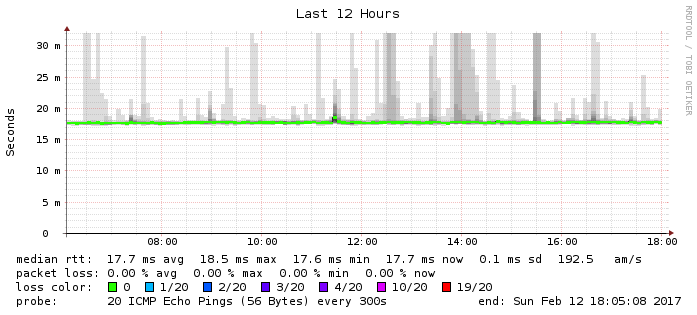 Last 12 Hours
RRDTOOL / TOBI OETIKER
Seconds
30 m
25 m
20 m
15 m
10 m
5 m
0
08:00 10:00 12:00 14:00 16:00 18:00
median rtt: 17.7 ms avg 18.5 ms max 17.6 ms min 17.7 ms now 0.1 ms sd 192.5 am/s
packet loss: 0.00 % avg 0.00 % max 0.00 % min 0.00 % now
loss color: 0 1/20 2/20 3/20 4/20 10/20 19/20
probe: 20 ICMP Echo Pings (56 Bytes) every 300s end: Sun Feb 12 18:05:08 2017